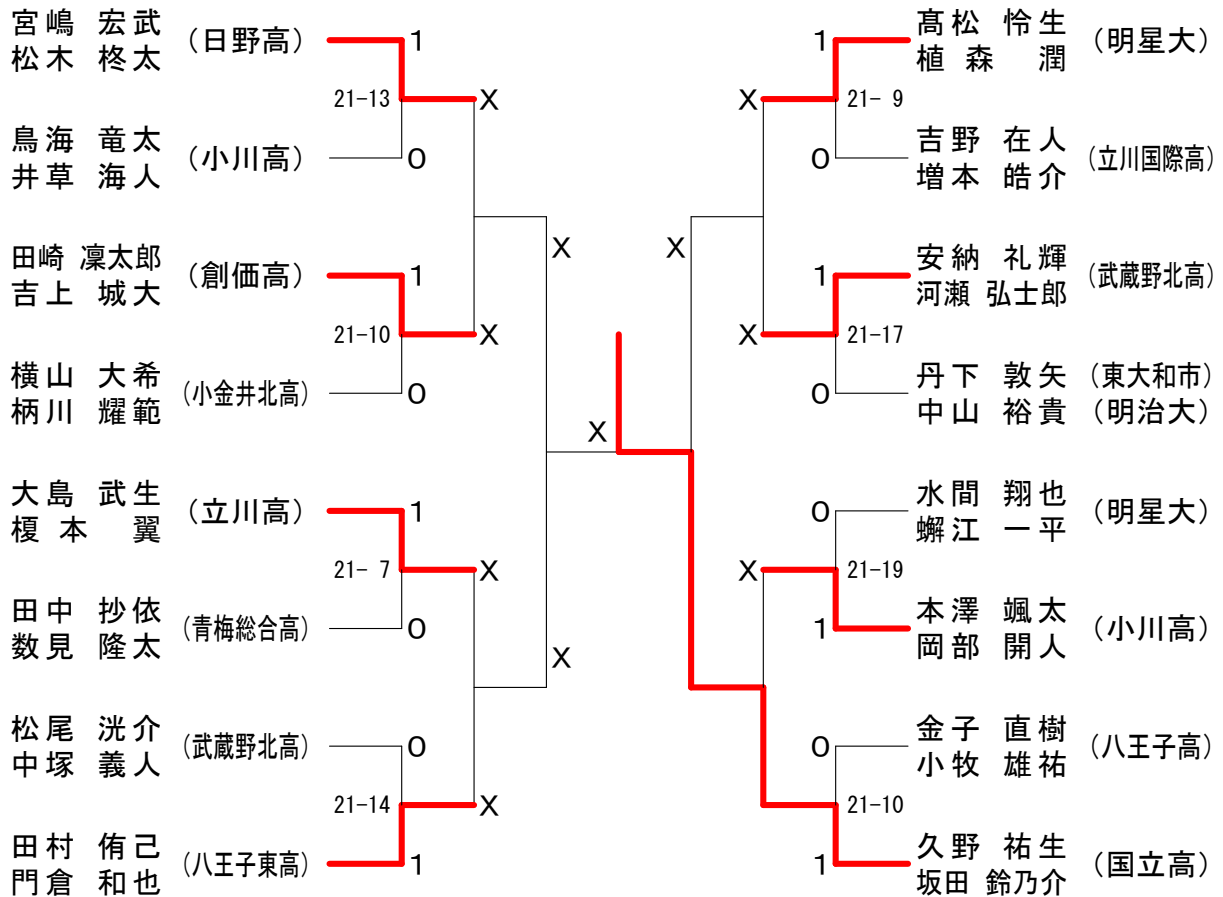 宮嶋 宏武
松木 柊太
(日野高)
1
21-13
X
鳥海 竜太
井草 海人
(小川高)
0
X
田崎 凜太郎
吉上 城大
(創価高)
1
21-10
X
横山 大希
柄川 耀範
(小金井北高)
0
X
大島 武生
榎本 翼
(立川高)
1
21- 7
X
田中 抄依
数見 隆太
(青梅総合高)
0
X
松尾 洸介
中塚 義人
(武蔵野北高)
0
21-14
X
田村 侑己
門倉 和也
(八王子東高)
1
髙松 怜生
植森 潤
(明星大)
1
X
21- 9
吉野 在人
増本 皓介
(立川国際高)
0
X
安納 礼輝
河瀬 弘士郎
(武蔵野北高)
1
X
21-17
丹下 敦矢 (東大和市)
中山 裕貴 (明治大)
0
水間 翔也
蠏江 一平
(明星大)
0
X
21-19
本澤 颯太
岡部 開人
(小川高)
1
金子 直樹
小牧 雄祐
(八王子高)
0
21-10
久野 祐生
坂田 鈴乃介
(国立高)
1